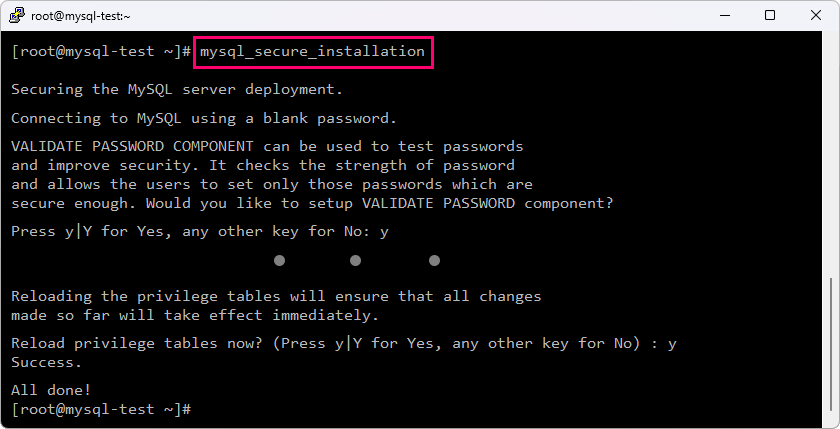 root@mysql-test:~
[root@mysql-test ~]# mysql_secure_installation
Securing the MySQL server deployment.
Connecting to MySQL using a blank password.
VALIDATE PASSWORD COMPONENT can be used to test passwords
and improve security. It checks the strength of password
and allows the users to set only those passwords which are
secure enough. Would you like to setup VALIDATE PASSWORD component?
Press y|Y for Yes, any other key for No: y
Reloading the privilege tables will ensure that all changes
made so far will take effect immediately.
Reload privilege tables now? (Press y|Y for Yes, any other key for No) : y
Success.
All done!
[root@mysql-test ~]#